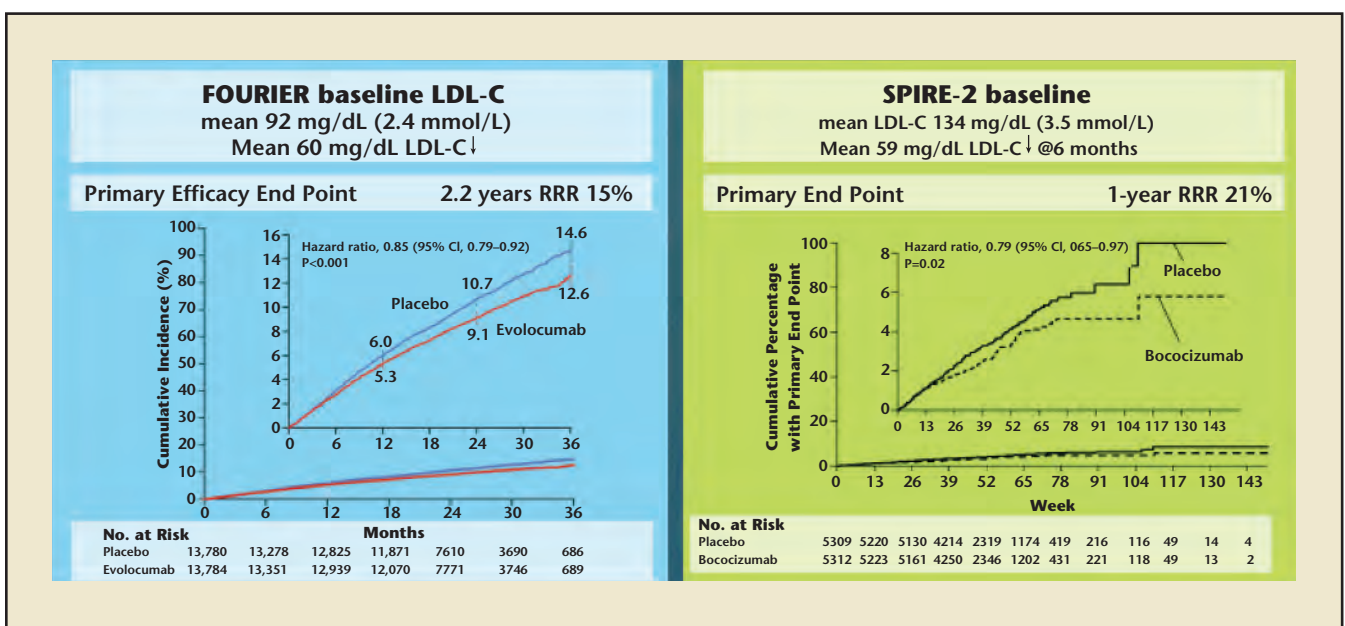 FOURIER baseline LDL-C
mean 92 mg/dL (2.4 mmol/L)
Mean 60 mg/dL LDL-C↓
Primary Efficacy End Point 2.2 years RRR 15%
Cumulative Incidence (%)
100
90
80
70
60
50
40
30
20
10
0
16
14
12
10
8
6
4
2
0
Hazard ratio, 0.85 (95% CI, 0.79–0.92)
P<0.001
14.6
10.7
Placebo
12.6
9.1 Evolocumab
6.0
5.3
0 6 12 18 24 30 36
0 6 12 18 24 30 36
Months
No. at Risk
Placebo 13,780 13,278 12,825 11,871 7610 3690 686
Evolocumab 13,784 13,351 12,939 12,070 7771 3746 689
SPIRE-2 baseline
mean LDL-C 134 mg/dL (3.5 mmol/L)
Mean 59 mg/dL LDL-C↓ @6 months
Primary End Point 1-year RRR 21%
Cumulative Percentage
with Primary End Point
100
80
60
40
20
0
8
6
4
2
0
Hazard ratio, 0.79 (95% CI, 065–0.97)
P=0.02
Placebo
Bococizumab
0 13 26 39 52 65 78 91 104 117 130 143
0 13 26 39 52 65 78 91 104 117 130 143
Week
No. at Risk
Placebo 5309 5220 5130 4214 2319 1174 419 216 116 49 14 4
Bococizumab 5312 5223 5161 4250 2346 1202 431 221 118 49 13 2